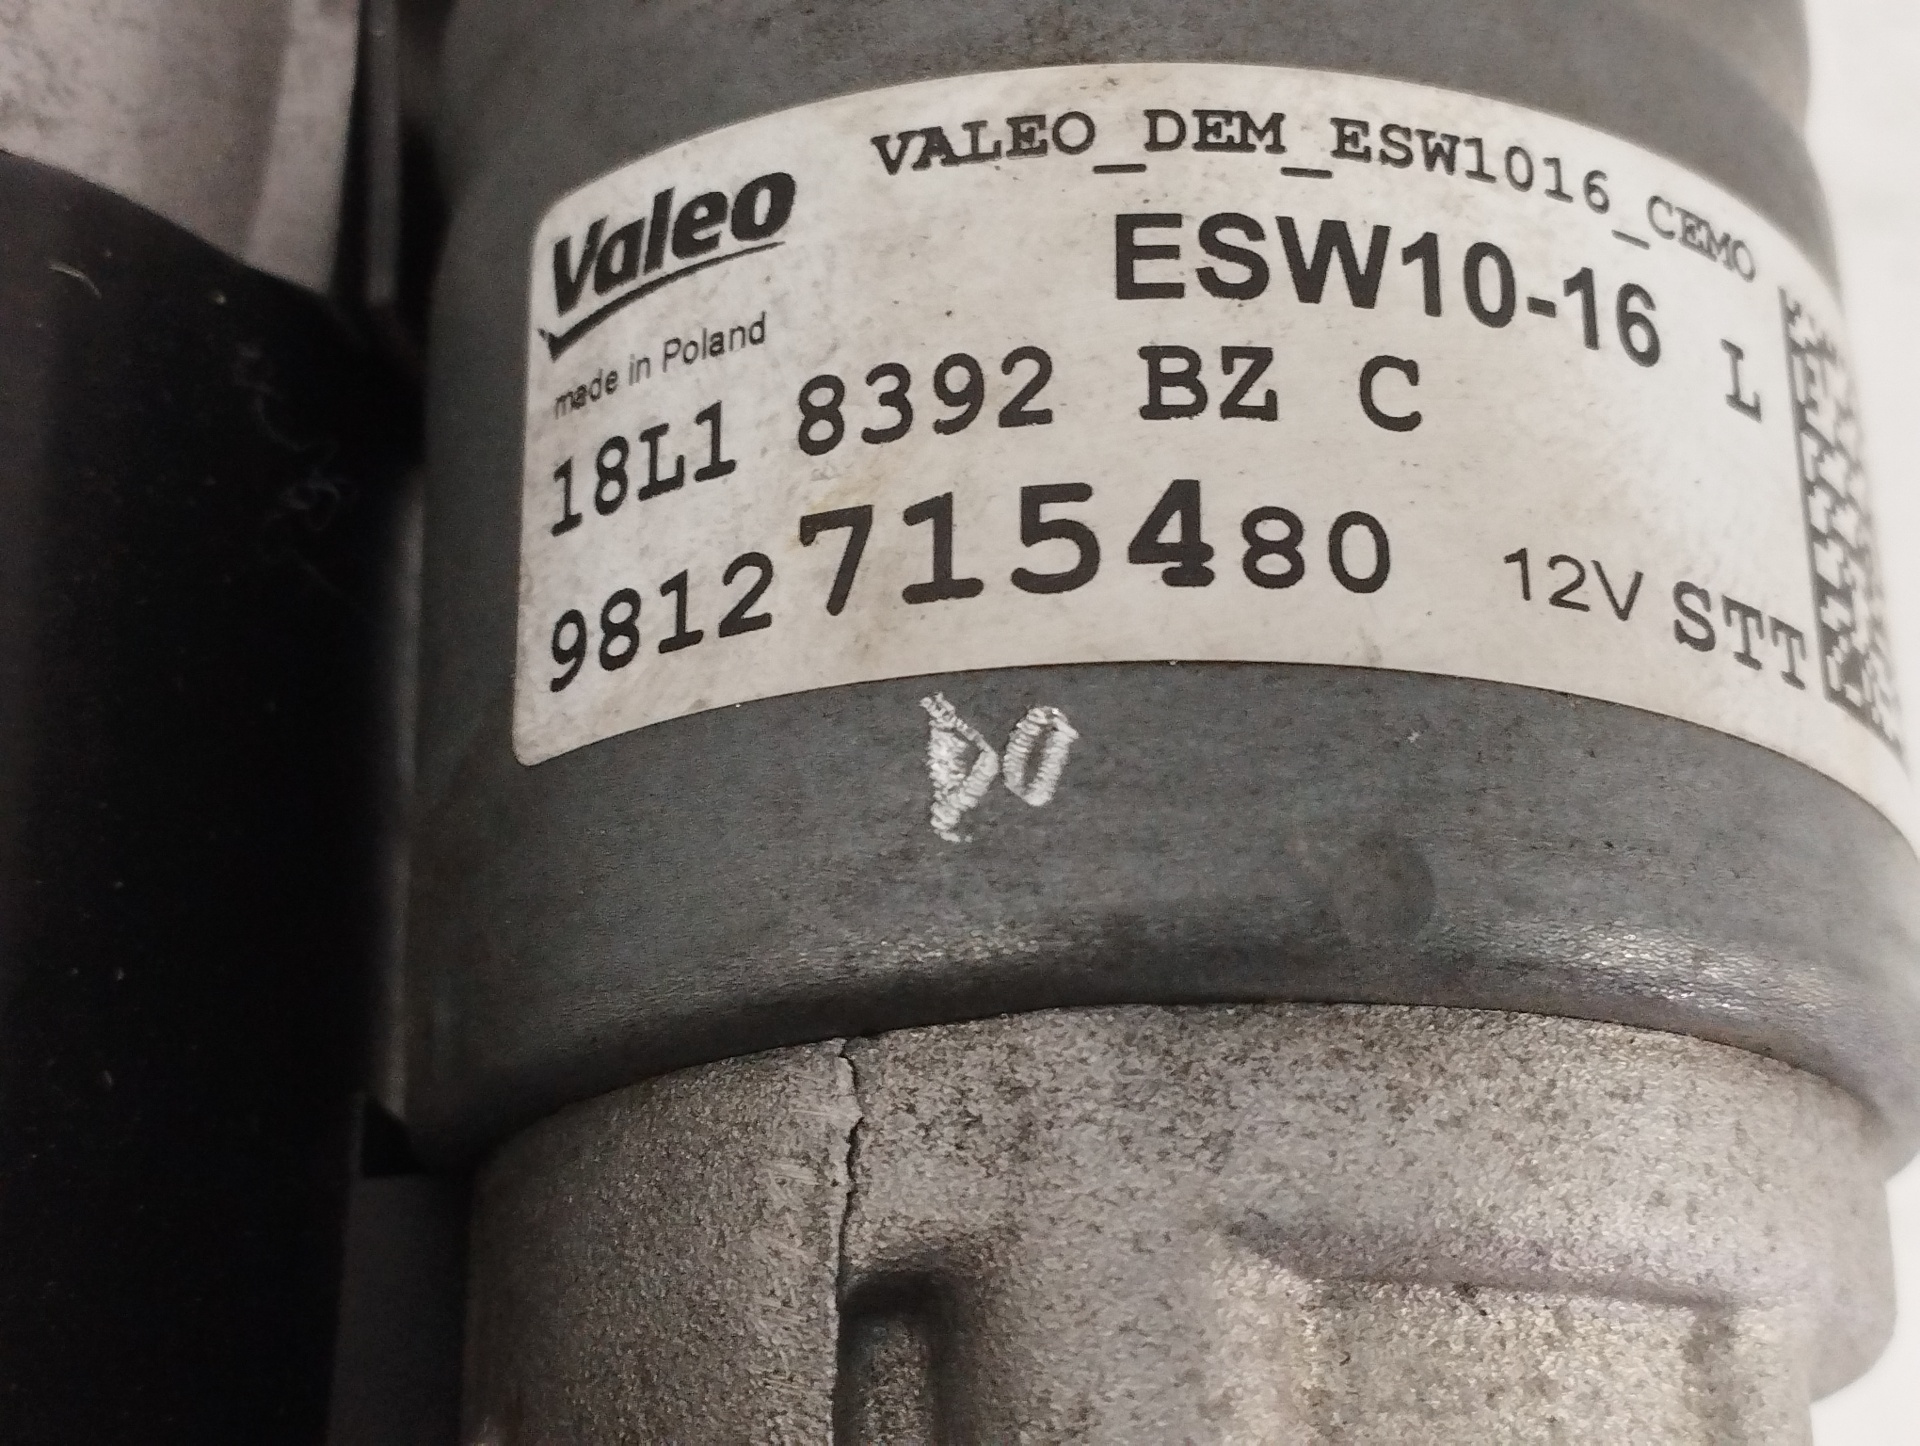 VALEO_DEM_ESW1016_CEMO
Valeo
ESW10-16 L
made in Poland
18L1 8392 BZ C
9812715480 12V STT